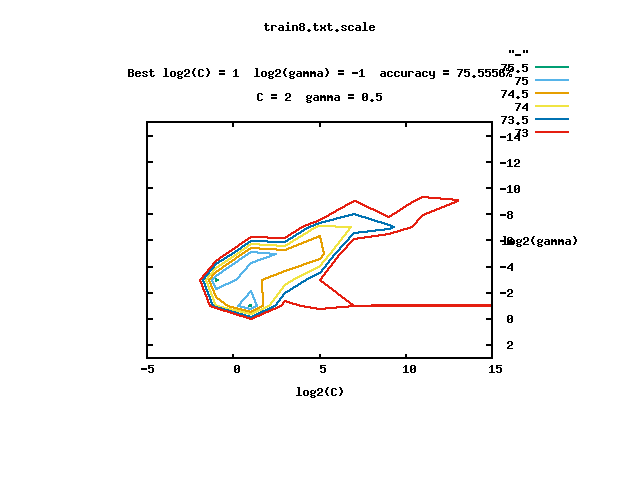 train8.txt.scale
"-"
Best log2(C) = 1  log2(gamma) = -1  accuracy = 75.5556%
75.5
75
C = 2  gamma = 0.5
74.5
74
73.5
73
-14
-12
-10
-8
-6
log2(gamma)
-4
-2
0
2
-5 0 5 10 15
log2(C)